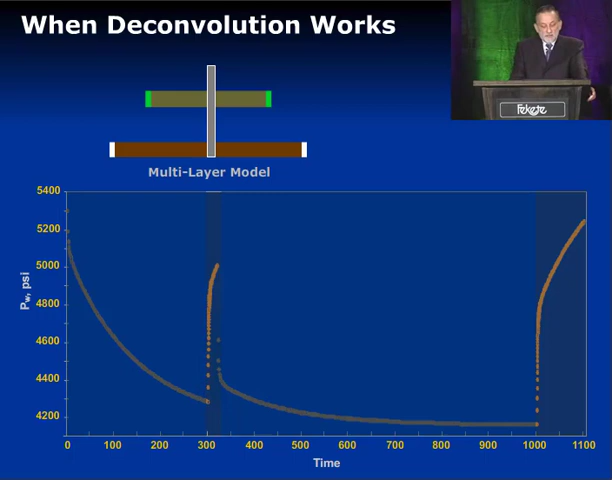 When Deconvolution Works
Fekete
Multi-Layer Model
5400
5200
5000
4800
4600
4400
4200
Pw, psi
0 100 200 300 400 500 600 700 800 900 1000 1100
Time